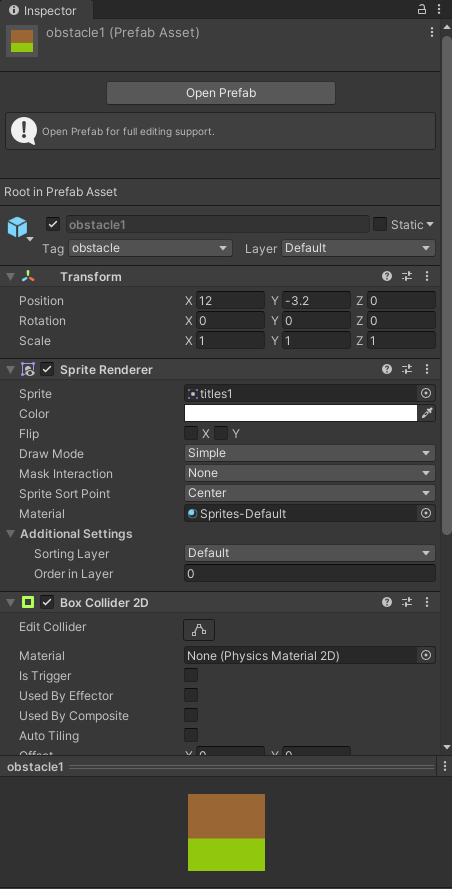 Inspector
obstacle1 (Prefab Asset)
Open Prefab
Open Prefab for full editing support.
Root in Prefab Asset
obstacle1 Static
Tag obstacle Layer Default
Transform
Position X 12 Y -3.2 Z 0
Rotation X 0 Y 0 Z 0
Scale X 1 Y 1 Z 1
Sprite Renderer
Sprite titles1
Color
Flip X Y
Draw Mode Simple
Mask Interaction None
Sprite Sort Point Center
Material Sprites-Default
Additional Settings
Sorting Layer Default
Order in Layer 0
Box Collider 2D
Edit Collider
Material None (Physics Material 2D)
Is Trigger
Used By Effector
Used By Composite
Auto Tiling
Offset X 0 Y 0
obstacle1